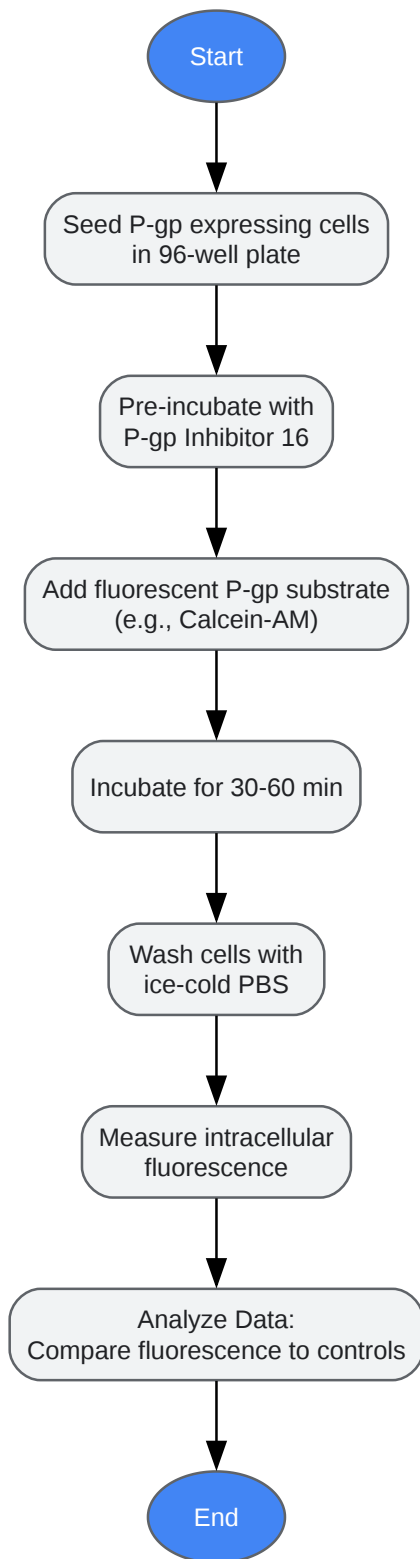 Start
Seed P-gp expressing cells
in 96-well plate
Pre-incubate with
P-gp Inhibitor 16
Add fluorescent P-gp substrate
(e.g., Calcein-AM)
Incubate for 30-60 min
Wash cells with
ice-cold PBS
Measure intracellular
fluorescence
Analyze Data:
Compare fluorescence to controls
End